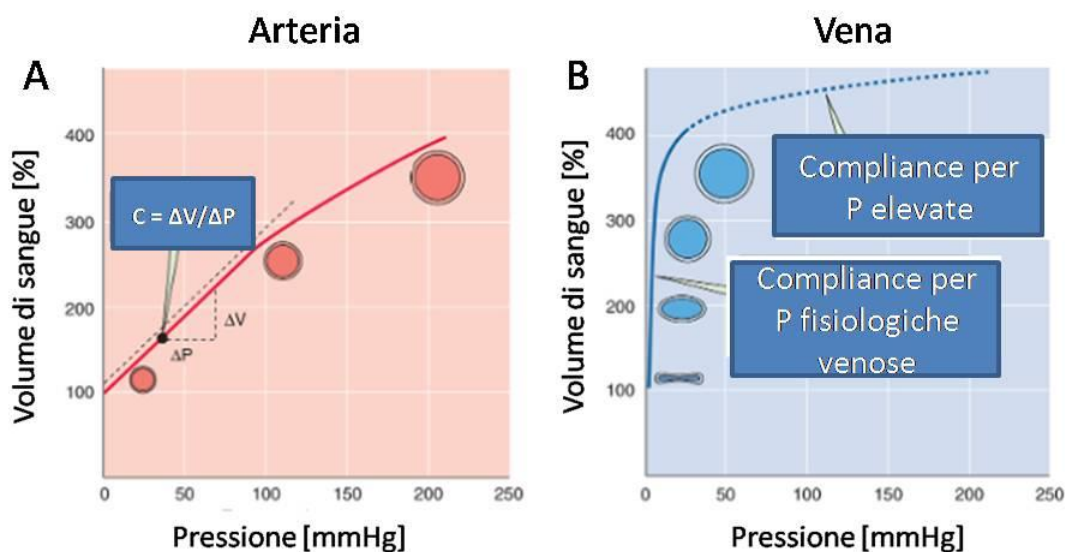 Arteria
A
Volume di sangue [%]
400
300
200
100
C = ΔV/ΔP
ΔV
ΔP
0 50 100 150 200 250
Pressione [mmHg]
Vena
B
Volume di sangue [%]
400
300
200
100
Compliance per
P elevate
Compliance per
P fisiologiche
venose
0 50 100 150 200 250
Pressione [mmHg]